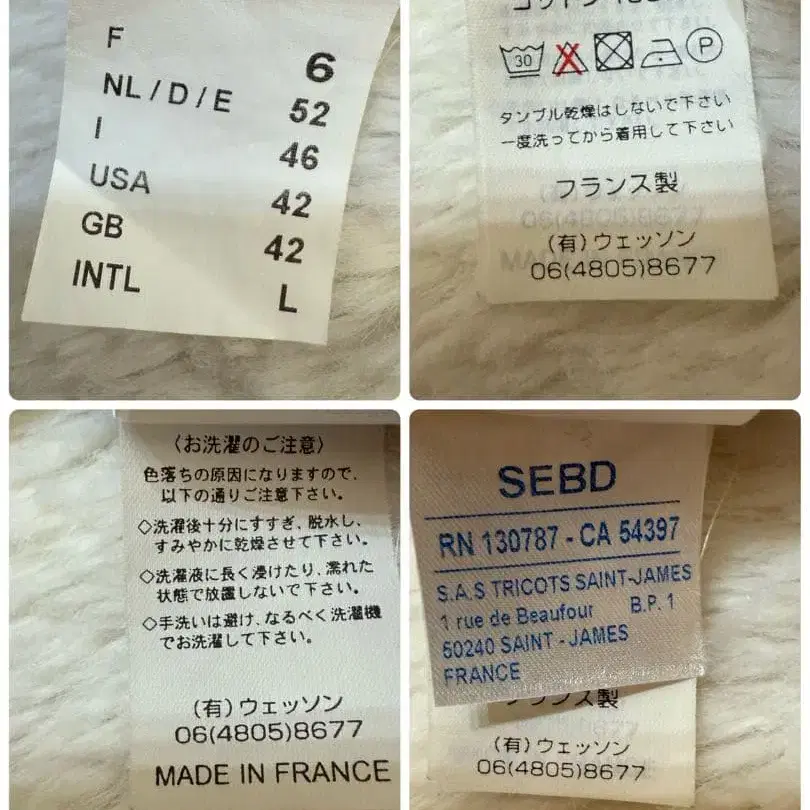 F 6
NL / D / E 52
I 46
USA 42
GB 42
INTL L
コットン
30
P
タンブル乾燥はしないで下さい
一度洗ってから着用して下さい
フランス製
(有)ウェッソン
06(4805)8677
〈お洗濯のご注意〉
色落ちの原因になりますので、
以下の通りご注意下さい。
◇洗濯後十分にすすぎ、脱水し、
すみやかに乾燥させて下さい。
◇洗濯液に長く浸けたり、濡れた
状態で放置しないで下さい。
◇手洗いは避け、なるべく洗濯機
でお洗濯して下さい。
(有)ウェッソン
06(4805)8677
MADE IN FRANCE
SEBD
RN 130787 - CA 54397
S.A.S TRICOTS SAINT-JAMES
1 rue de Beaufour B.P. 1
50240 SAINT - JAMES
FRANCE
フランス製
(有)ウェッソン
06(4805)8677